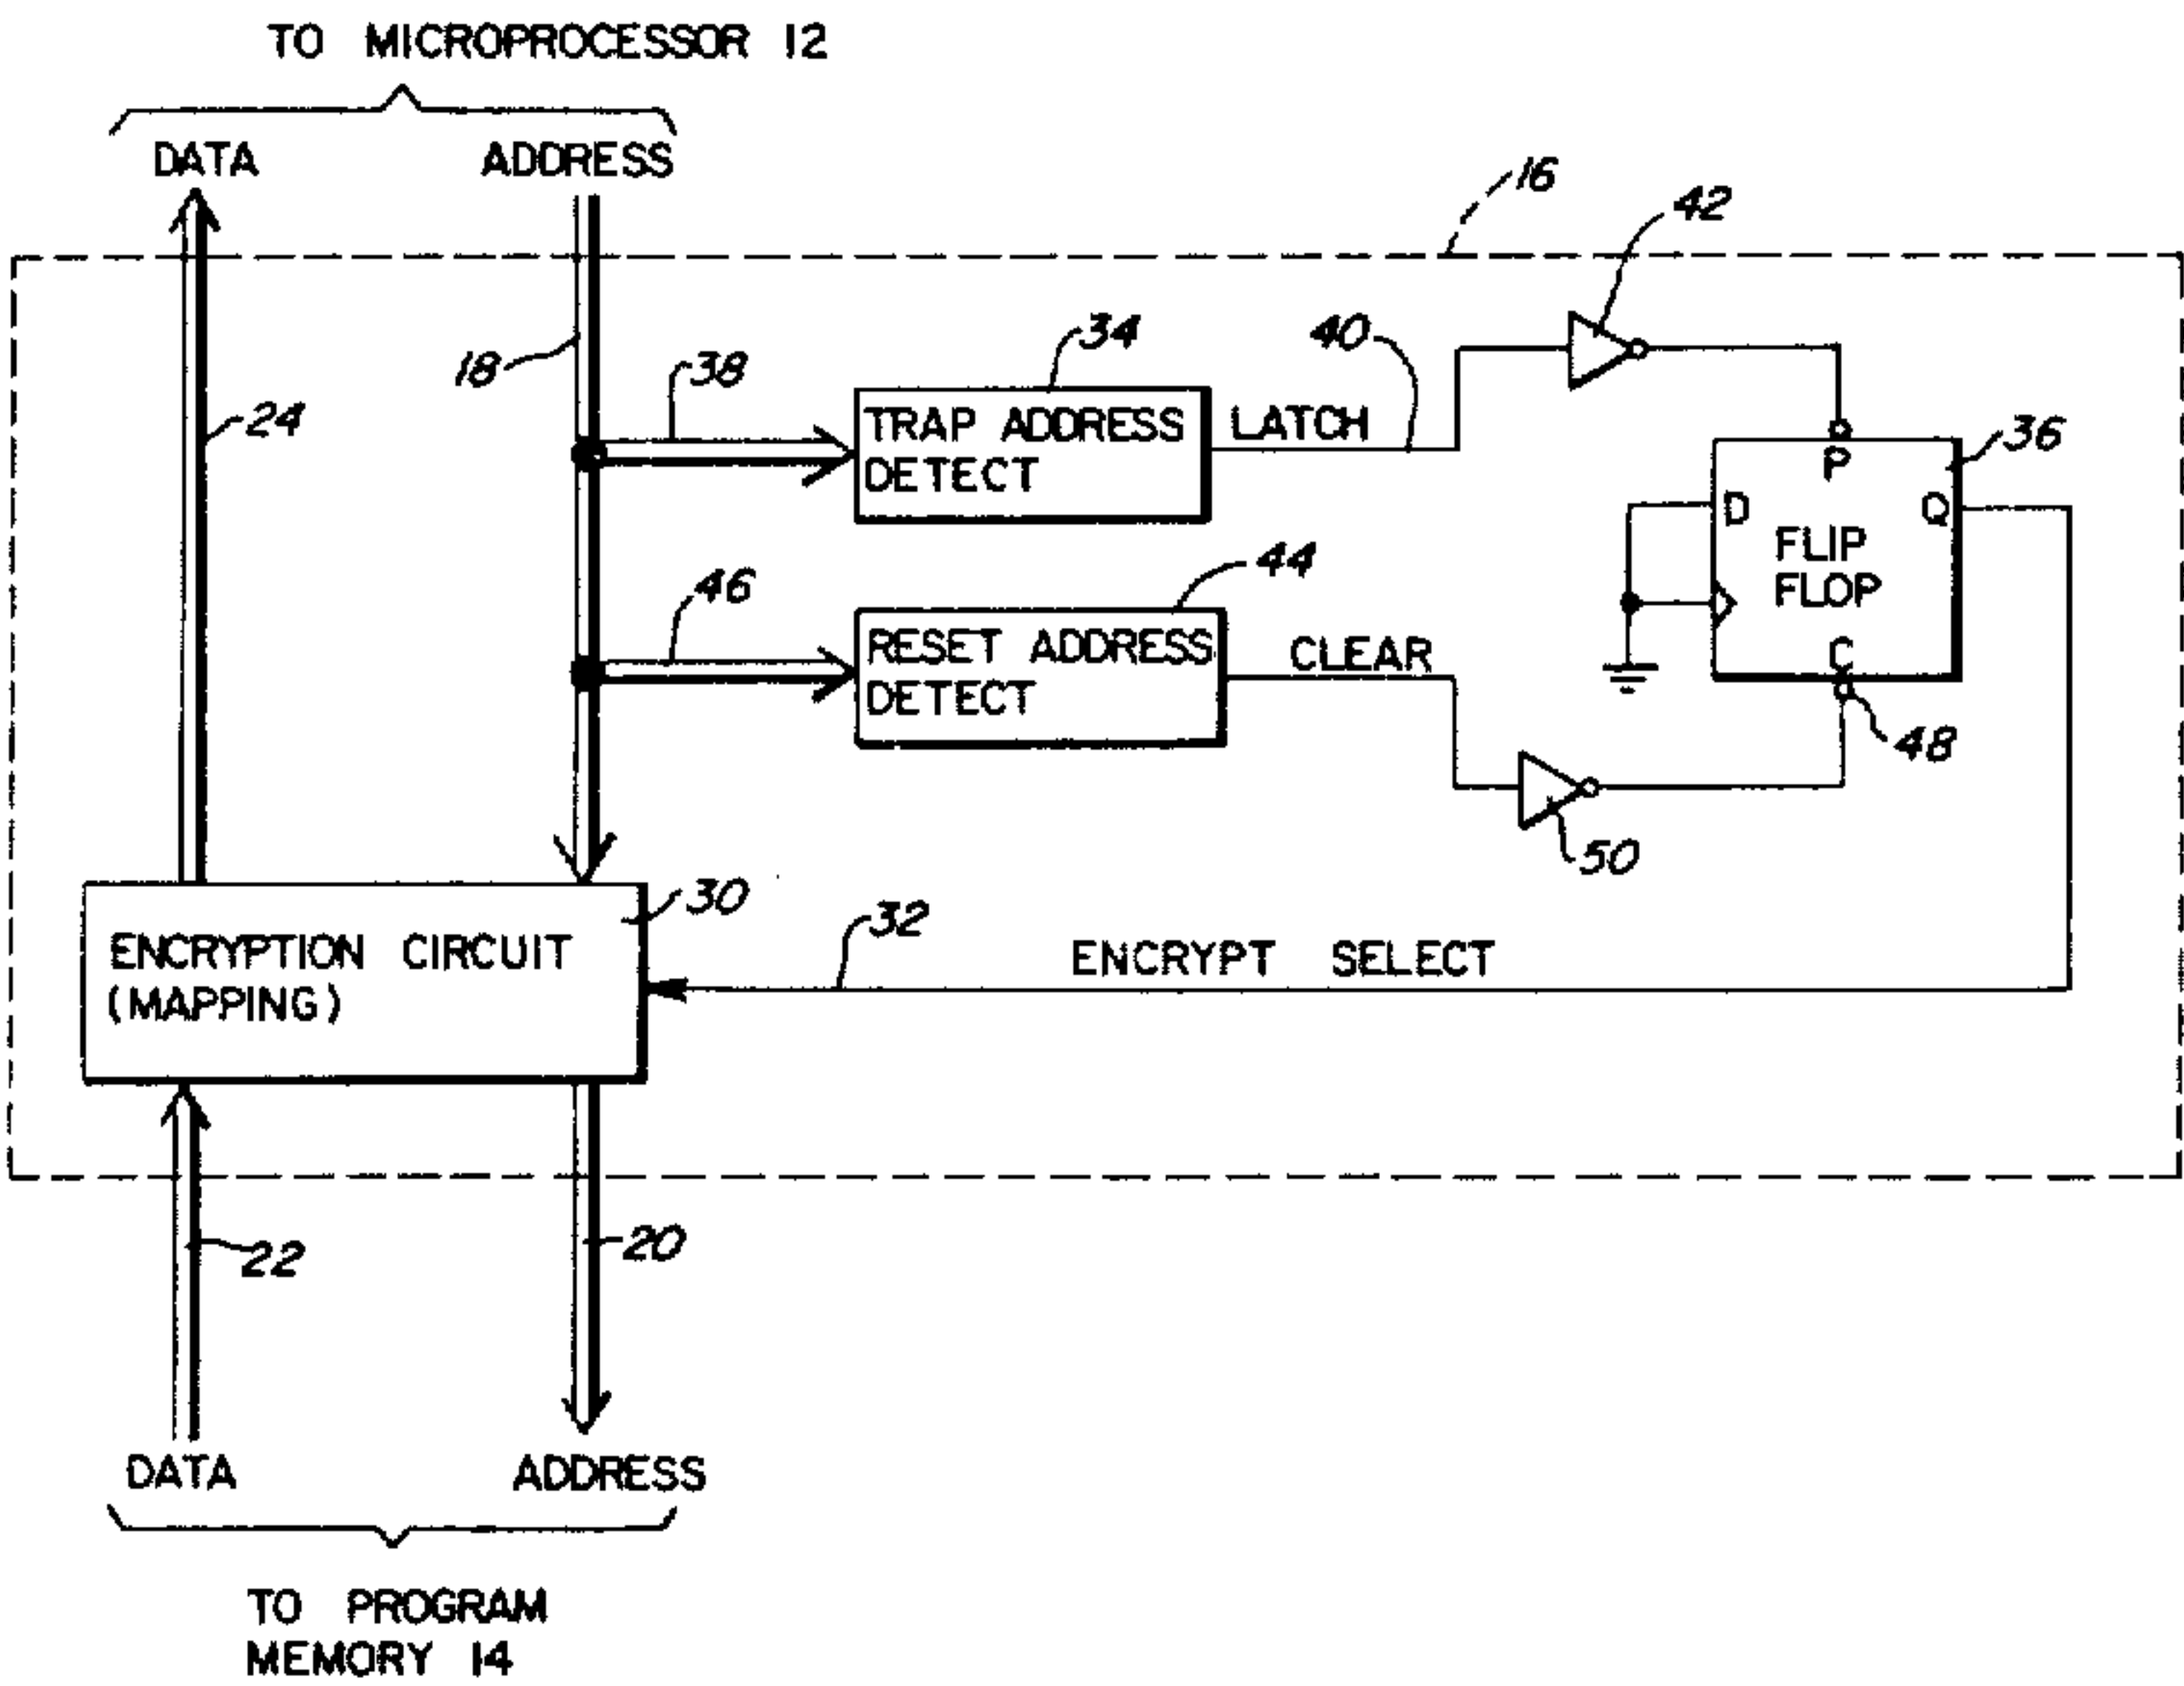 TO MICROPROCESSOR 12
DATA
ADDRESS
16
42
18
38
34
40
24
TRAP ADDRESS
DETECT
LATCH
36
P
D
Q
FLIP
FLOP
46
44
RESET ADDRESS
DETECT
CLEAR
C
48
50
30
32
ENCRYPTION CIRCUIT
(MAPPING)
ENCRYPT SELECT
22
20
DATA
ADDRESS
TO PROGRAM
MEMORY 14